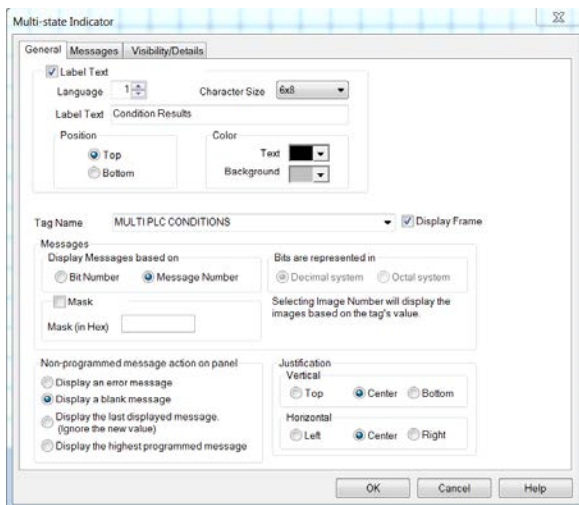 Multi-state Indicator
General Messages Visibility/Details
Label Text
Language 1 Character Size 6x8
Label Text Condition Results
Position Color
Top Text
Bottom Background
Tag Name MULTI PLC CONDITIONS Display Frame
Messages
Display Messages based on Bits are represented in
Bit Number Message Number Decimal system Octal system
Mask Selecting Image Number will display the
images based on the tag's value.
Mask (in Hex)
Non-programmed message action on panel Justification
Vertical
Display an error message Top Center Bottom
Display a blank message
Display the last displayed message. Horizontal
(Ignore the new value) Left Center Right
Display the highest programmed message
OK Cancel Help